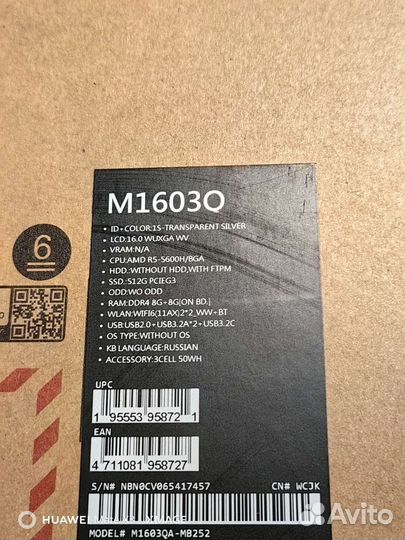 6
M1603Q
• ID+COLOR:1S-TRANSPARENT SILVER
• LCD:16.0 WUXGA WV
• VRAM:N/A
• CPU:AMD R5-5600H/BGA
• HDD:WITHOUT HDD,WITH FTPM
• SSD:512G PCIEG3
• ODD:WO ODD
• RAM:DDR4 8G+8G(ON BD.)
• WLAN:WIFI6(11AX)2*2_WW+BT
• USB:USB2.0+USB3.2A*2+USB3.2C
• OS TYPE:WITHOUT OS
• KB LANGUAGE:RUSSIAN
• ACCESSORY:3CELL 50WH
UPC
1 95553 95872 1
EAN
4 711081 958727
S/N# NBN0CV065417457 CN# WCJK
HUAWEI
Avito
MODEL# M1603QA-MB252